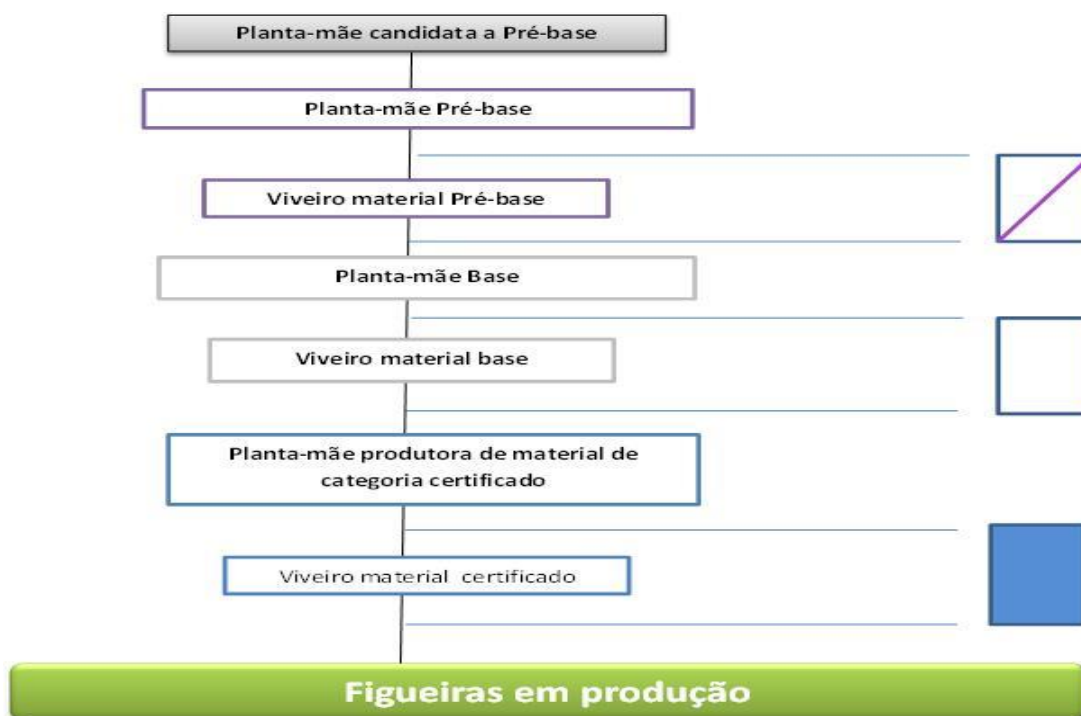 Planta-mãe candidata a Pré-base
Planta-mãe Pré-base
Viveiro material Pré-base
Planta-mãe Base
Viveiro material base
Planta-mãe produtora de material de
categoria certificado
Viveiro material certificado
Figueiras em produção